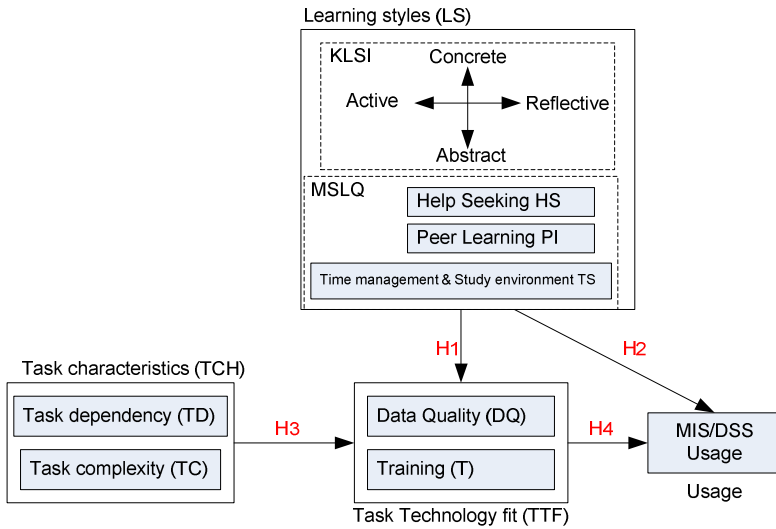 Learning styles (LS)
KLSI
Concrete
Active
Reflective
Abstract
MSLQ
Help Seeking HS
Peer Learning PI
Time management & Study environment TS
H1
H2
Task characteristics (TCH)
Task dependency (TD)
Task complexity (TC)
H3
Data Quality (DQ)
Training (T)
Task Technology fit (TTF)
H4
MIS/DSS
Usage
Usage